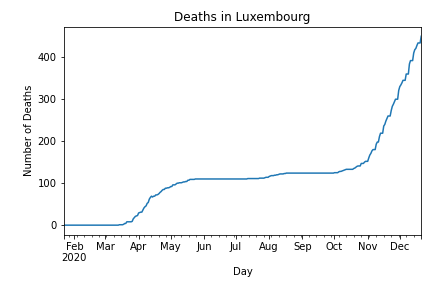 Deaths in Luxembourg
Number of Deaths
400
300
200
100
0
Feb Mar Apr May Jun Jul Aug Sep Oct Nov Dec
2020
Day